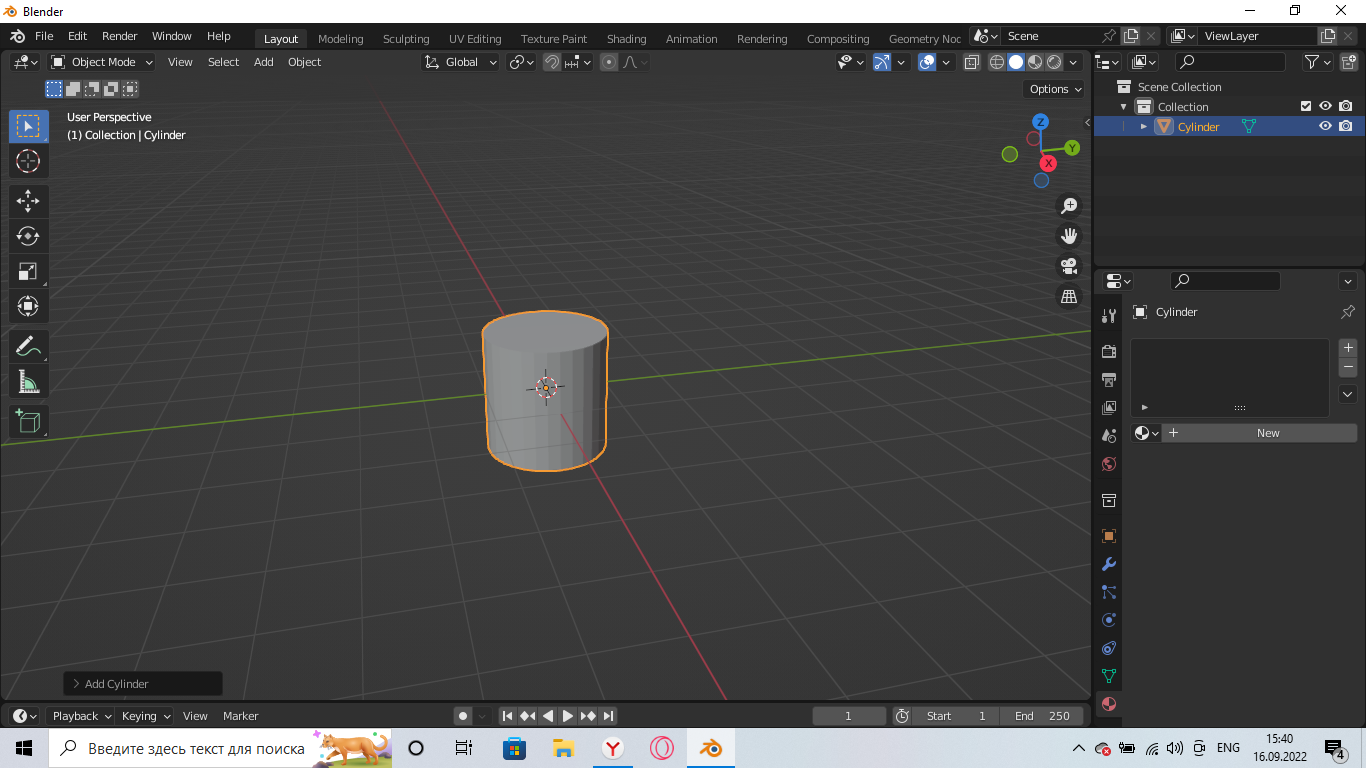 Blender
File Edit Render Window Help Layout Modeling Sculpting UV Editing Texture Paint Shading Animation Rendering Compositing Geometry Noc Scene ViewLayer
Object Mode View Select Add Object Global
Options
User Perspective
(1) Collection | Cylinder
Z
Y
X
Scene Collection
Collection
Cylinder
Cylinder
New
Add Cylinder
Playback Keying View Marker 1 Start 1 End 250
Введите здесь текст для поиска
ENG
15:40
16.09.2022
4